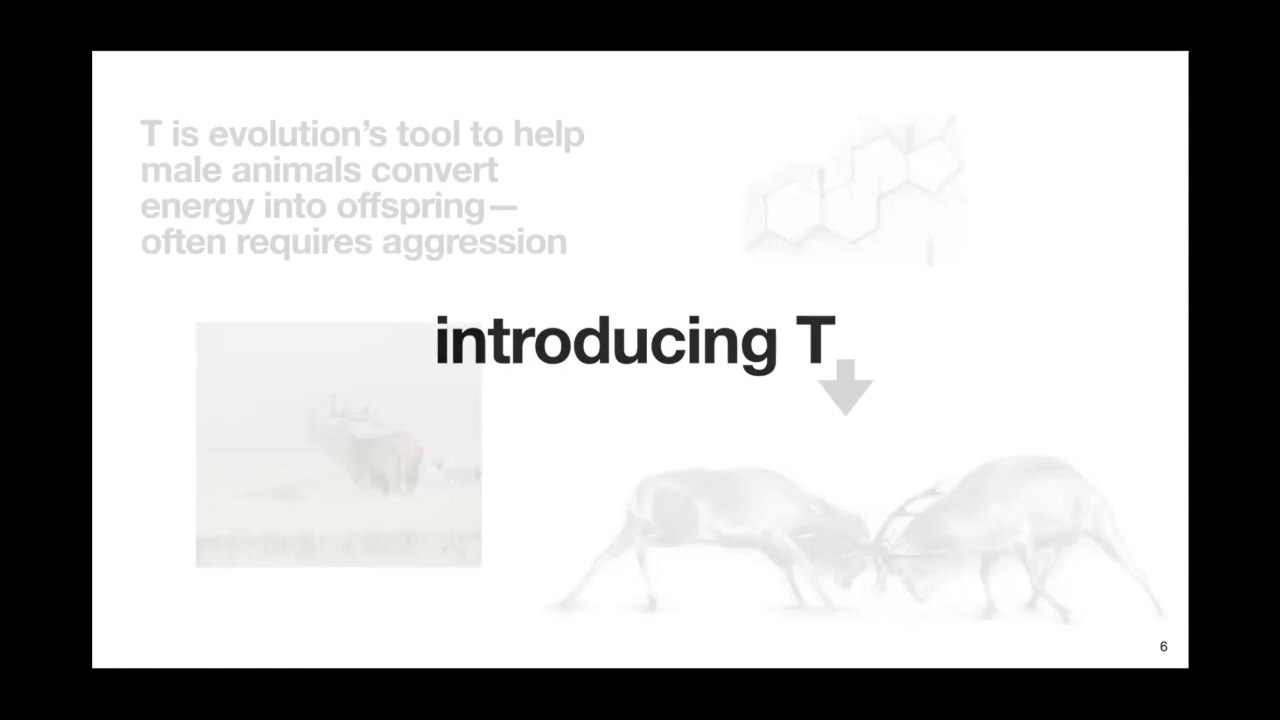 T is evolution's tool to help
male animals convert
energy into offspring—
often requires aggression
introducing T
6